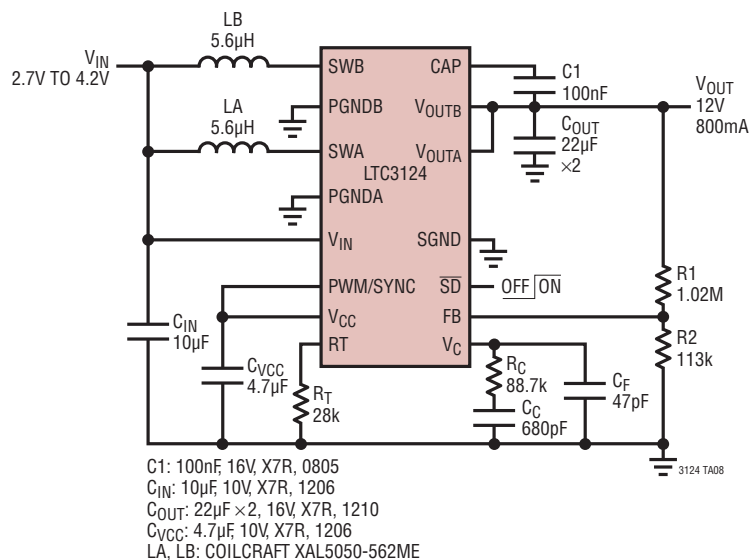 LB
5.6µH
VIN
2.7V TO 4.2V
SWB
CAP
C1
100nF
VOUT
12V
800mA
PGNDB
VOUTB
LA
5.6µH
COUT
22µF
×2
SWA
VOUTA
LTC3124
PGNDA
VIN
SGND
PWM/SYNC
SD
OFF ON
R1
1.02M
CIN
10µF
VCC
FB
R2
113k
RT
VC
CVCC
4.7µF
RT
28k
RC
88.7k
CF
47pF
CC
680pF
3124 TA08
C1: 100nF, 16V, X7R, 0805
CIN: 10µF, 10V, X7R, 1206
COUT: 22µF ×2, 16V, X7R, 1210
CVCC: 4.7µF, 10V, X7R, 1206
LA, LB: COILCRAFT XAL5050-562ME